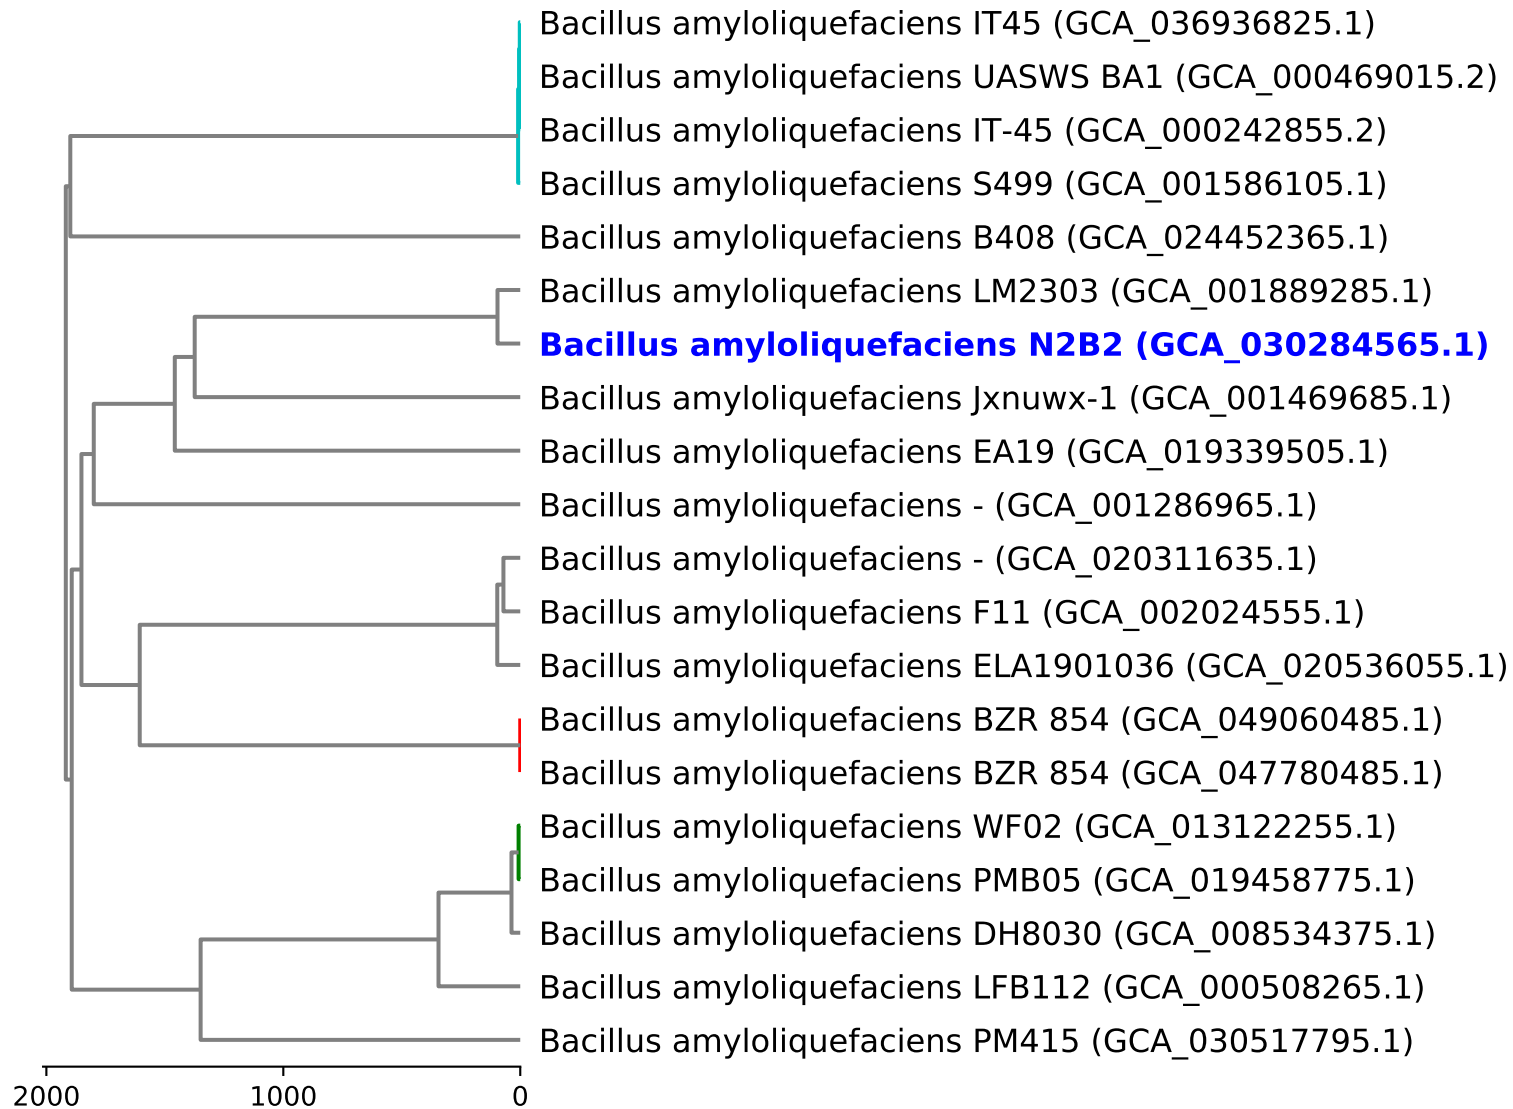 Bacillus amyloliquefaciens IT45 (GCA_036936825.1)
Bacillus amyloliquefaciens UASWS BA1 (GCA_000469015.2)
Bacillus amyloliquefaciens IT-45 (GCA_000242855.2)
Bacillus amyloliquefaciens S499 (GCA_001586105.1)
Bacillus amyloliquefaciens B408 (GCA_024452365.1)
Bacillus amyloliquefaciens LM2303 (GCA_001889285.1)
Bacillus amyloliquefaciens N2B2 (GCA_030284565.1)
Bacillus amyloliquefaciens Jxnuwx-1 (GCA_001469685.1)
Bacillus amyloliquefaciens EA19 (GCA_019339505.1)
Bacillus amyloliquefaciens - (GCA_001286965.1)
Bacillus amyloliquefaciens - (GCA_020311635.1)
Bacillus amyloliquefaciens F11 (GCA_002024555.1)
Bacillus amyloliquefaciens ELA1901036 (GCA_020536055.1)
Bacillus amyloliquefaciens BZR 854 (GCA_049060485.1)
Bacillus amyloliquefaciens BZR 854 (GCA_047780485.1)
Bacillus amyloliquefaciens WF02 (GCA_013122255.1)
Bacillus amyloliquefaciens PMB05 (GCA_019458775.1)
Bacillus amyloliquefaciens DH8030 (GCA_008534375.1)
Bacillus amyloliquefaciens LFB112 (GCA_000508265.1)
Bacillus amyloliquefaciens PM415 (GCA_030517795.1)
2000 1000 0